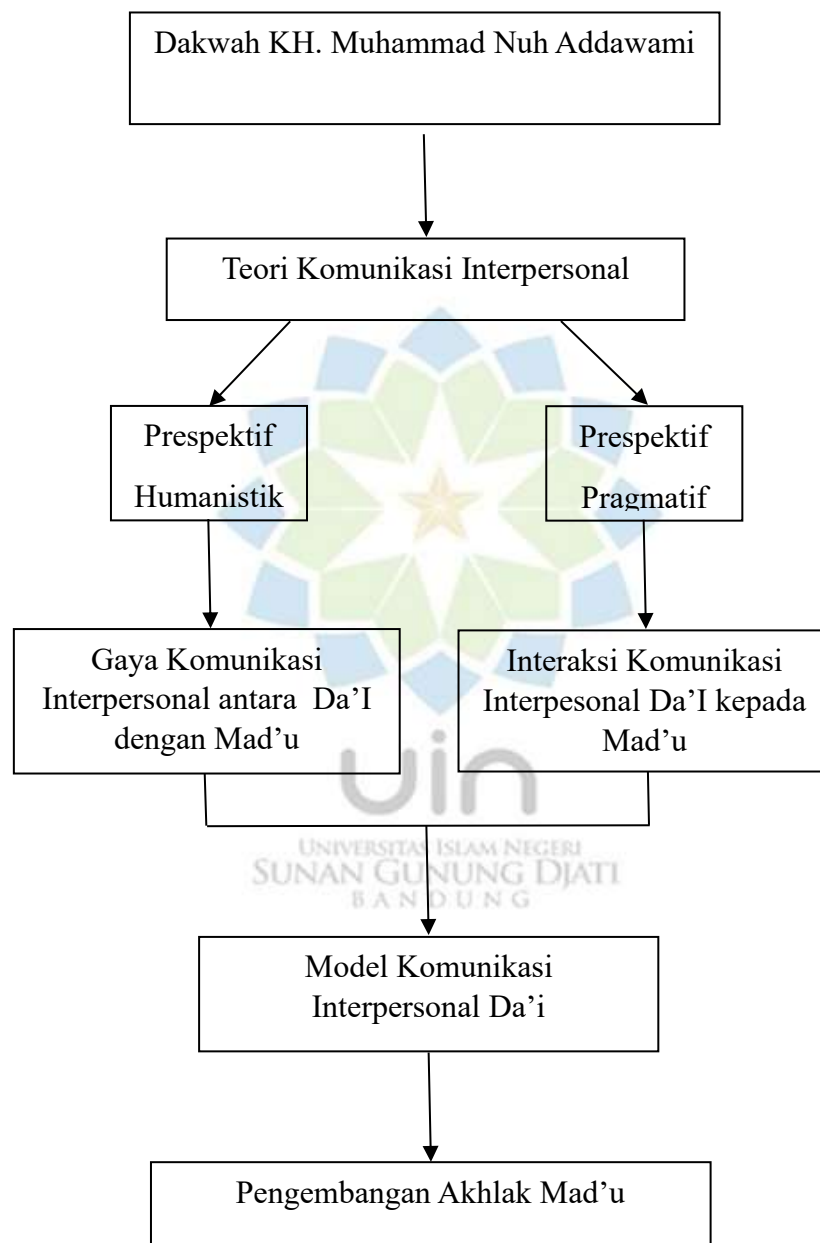 Dakwah KH. Muhammad Nuh Addawami
Teori Komunikasi Interpersonal
Prespektif
Humanistik
Prespektif
Pragmatif
Gaya Komunikasi
Interpersonal antara Da’I
dengan Mad’u
Interaksi Komunikasi
Interpesonal Da’I kepada
Mad’u
uin
UNIVERSITAS ISLAM NEGERI
SUNAN GUNUNG DJATI
BANDUNG
Model Komunikasi
Interpersonal Da’i
Pengembangan Akhlak Mad’u